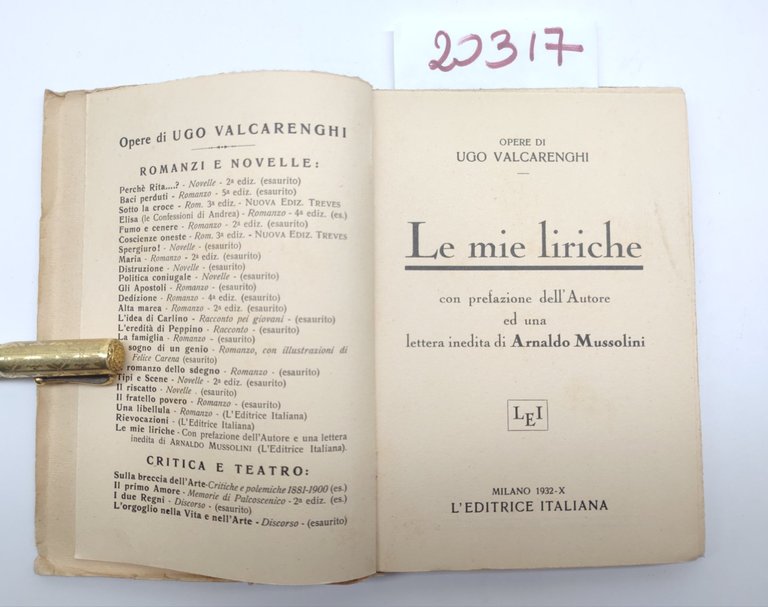 20317
Opere di UGO VALCARENGHI
ROMANZI E NOVELLE:
Perchè Rita....? - Novelle - 2ª ediz. (esaurito)
Baci perduti - Romanzo - 5ª ediz. (esaurito)
Sotto la croce - Rom. 3ª ediz. - NUOVA EDIZ. TREVES
Elisa (le Confessioni di Andrea) - Romanzo - 4ª ediz. (es.)
Fumo e cenere - Romanzo - 2ª ediz. (esaurito)
Coscienze oneste - Rom. 3ª ediz. - NUOVA EDIZ. TREVES
Spergiuro! - Novelle - (esaurito)
Maria - Romanzo - 2ª ediz. (esaurito)
Distruzione - Novelle - (esaurito)
Politica coniugale - Novelle - (esaurito)
Gli Apostoli - Romanzo - (esaurito)
Dedizione - Romanzo - 4ª ediz. (esaurito)
Alta marea - Romanzo - 2ª ediz. (esaurito)
L'idea di Carlino - Racconto pei giovani - (esaurito)
L'eredità di Peppino - Racconto - (esaurito)
La famiglia - Romanzo - (esaurito)
sogno di un genio - Romanzo, con illustrazioni di
Felice Carena (esaurito)
romanzo dello sdegno - Romanzo - (esaurito)
Tipi e Scene - Novelle - 2ª ediz. (esaurito)
Il riscatto - Novelle - (esaurito)
Il fratello povero - Romanzo - (esaurito)
Una libellula - Romanzo - (L'Editrice Italiana)
Rievocazioni - (L'Editrice Italiana)
Le mie liriche - Con prefazione dell'Autore e una lettera
inedita di ARNALDO MUSSOLINI (L'Editrice Italiana).
CRITICA E TEATRO:
Sulla breccia dell'Arte-Critiche e polemiche 1881-1900 (es.)
Il primo Amore - Memorie di Palcoscenico - 2ª ediz. (es.)
I due Regni - Discorso - (esaurito)
L'orgoglio nella Vita e nell'Arte - Discorso - (esaurito)
OPERE DI
UGO VALCARENGHI
Le mie liriche
con prefazione dell'Autore
ed una
lettera inedita di Arnaldo Mussolini
LEI
MILANO 1932-X
L'EDITRICE ITALIANA